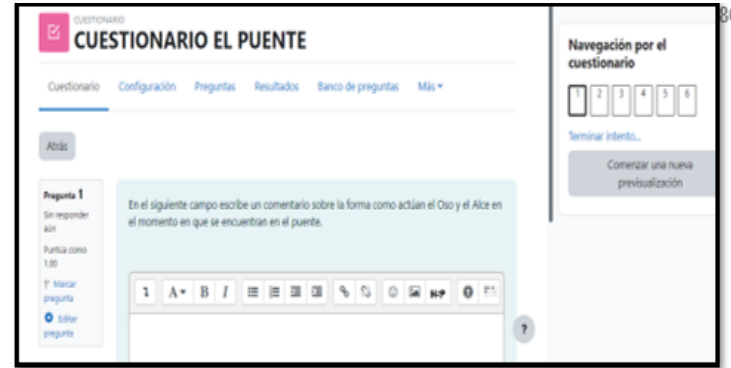 CUESTIONARIO
CUESTIONARIO EL PUENTE
Cuestionario Configuración Preguntas Resultados Banco de preguntas Más
Atrás
Pregunta 1
Sin responder
aún
Puntúa como
1,00
Marcar
pregunta
Editar
pregunta
En el siguiente campo escribe un comentario sobre la forma como actúan el Oso y el Alce en
el momento en que se encuentran en el puente.
A B I
H-P
?
Navegación por el
cuestionario
1 2 3 4 5 6
Terminar intento...
Comenzar una nueva
previsualización